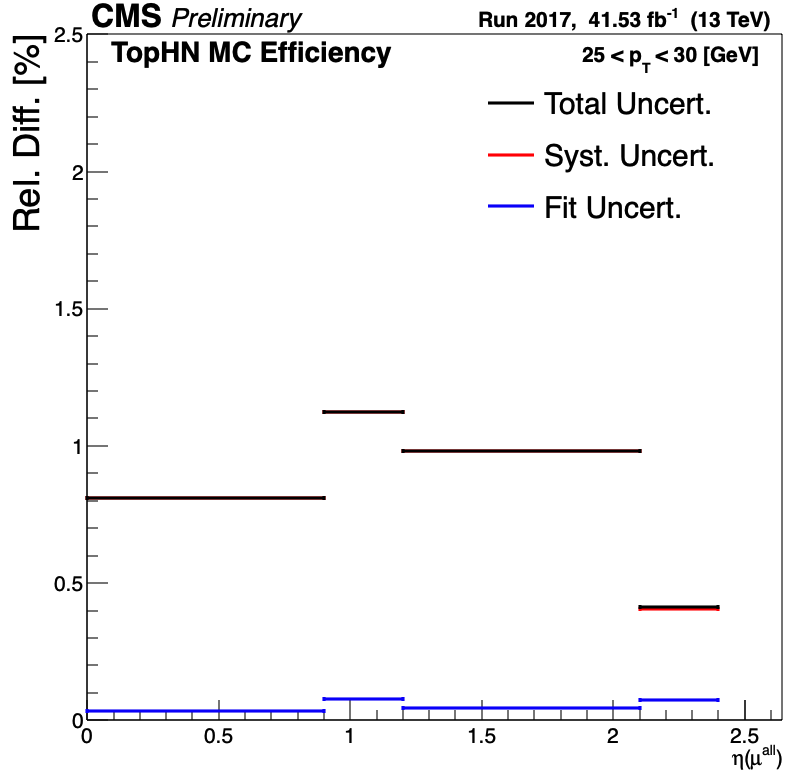 CMS Preliminary
Run 2017, 41.53 fb⁻¹ (13 TeV)
TopHN MC Efficiency
25 < p_T < 30 [GeV]
Total Uncert.
Syst. Uncert.
Fit Uncert.
Rel. Diff. [%]
2.5
2
1.5
1
0.5
0
0 0.5 1 1.5 2 2.5
η(μ^all)